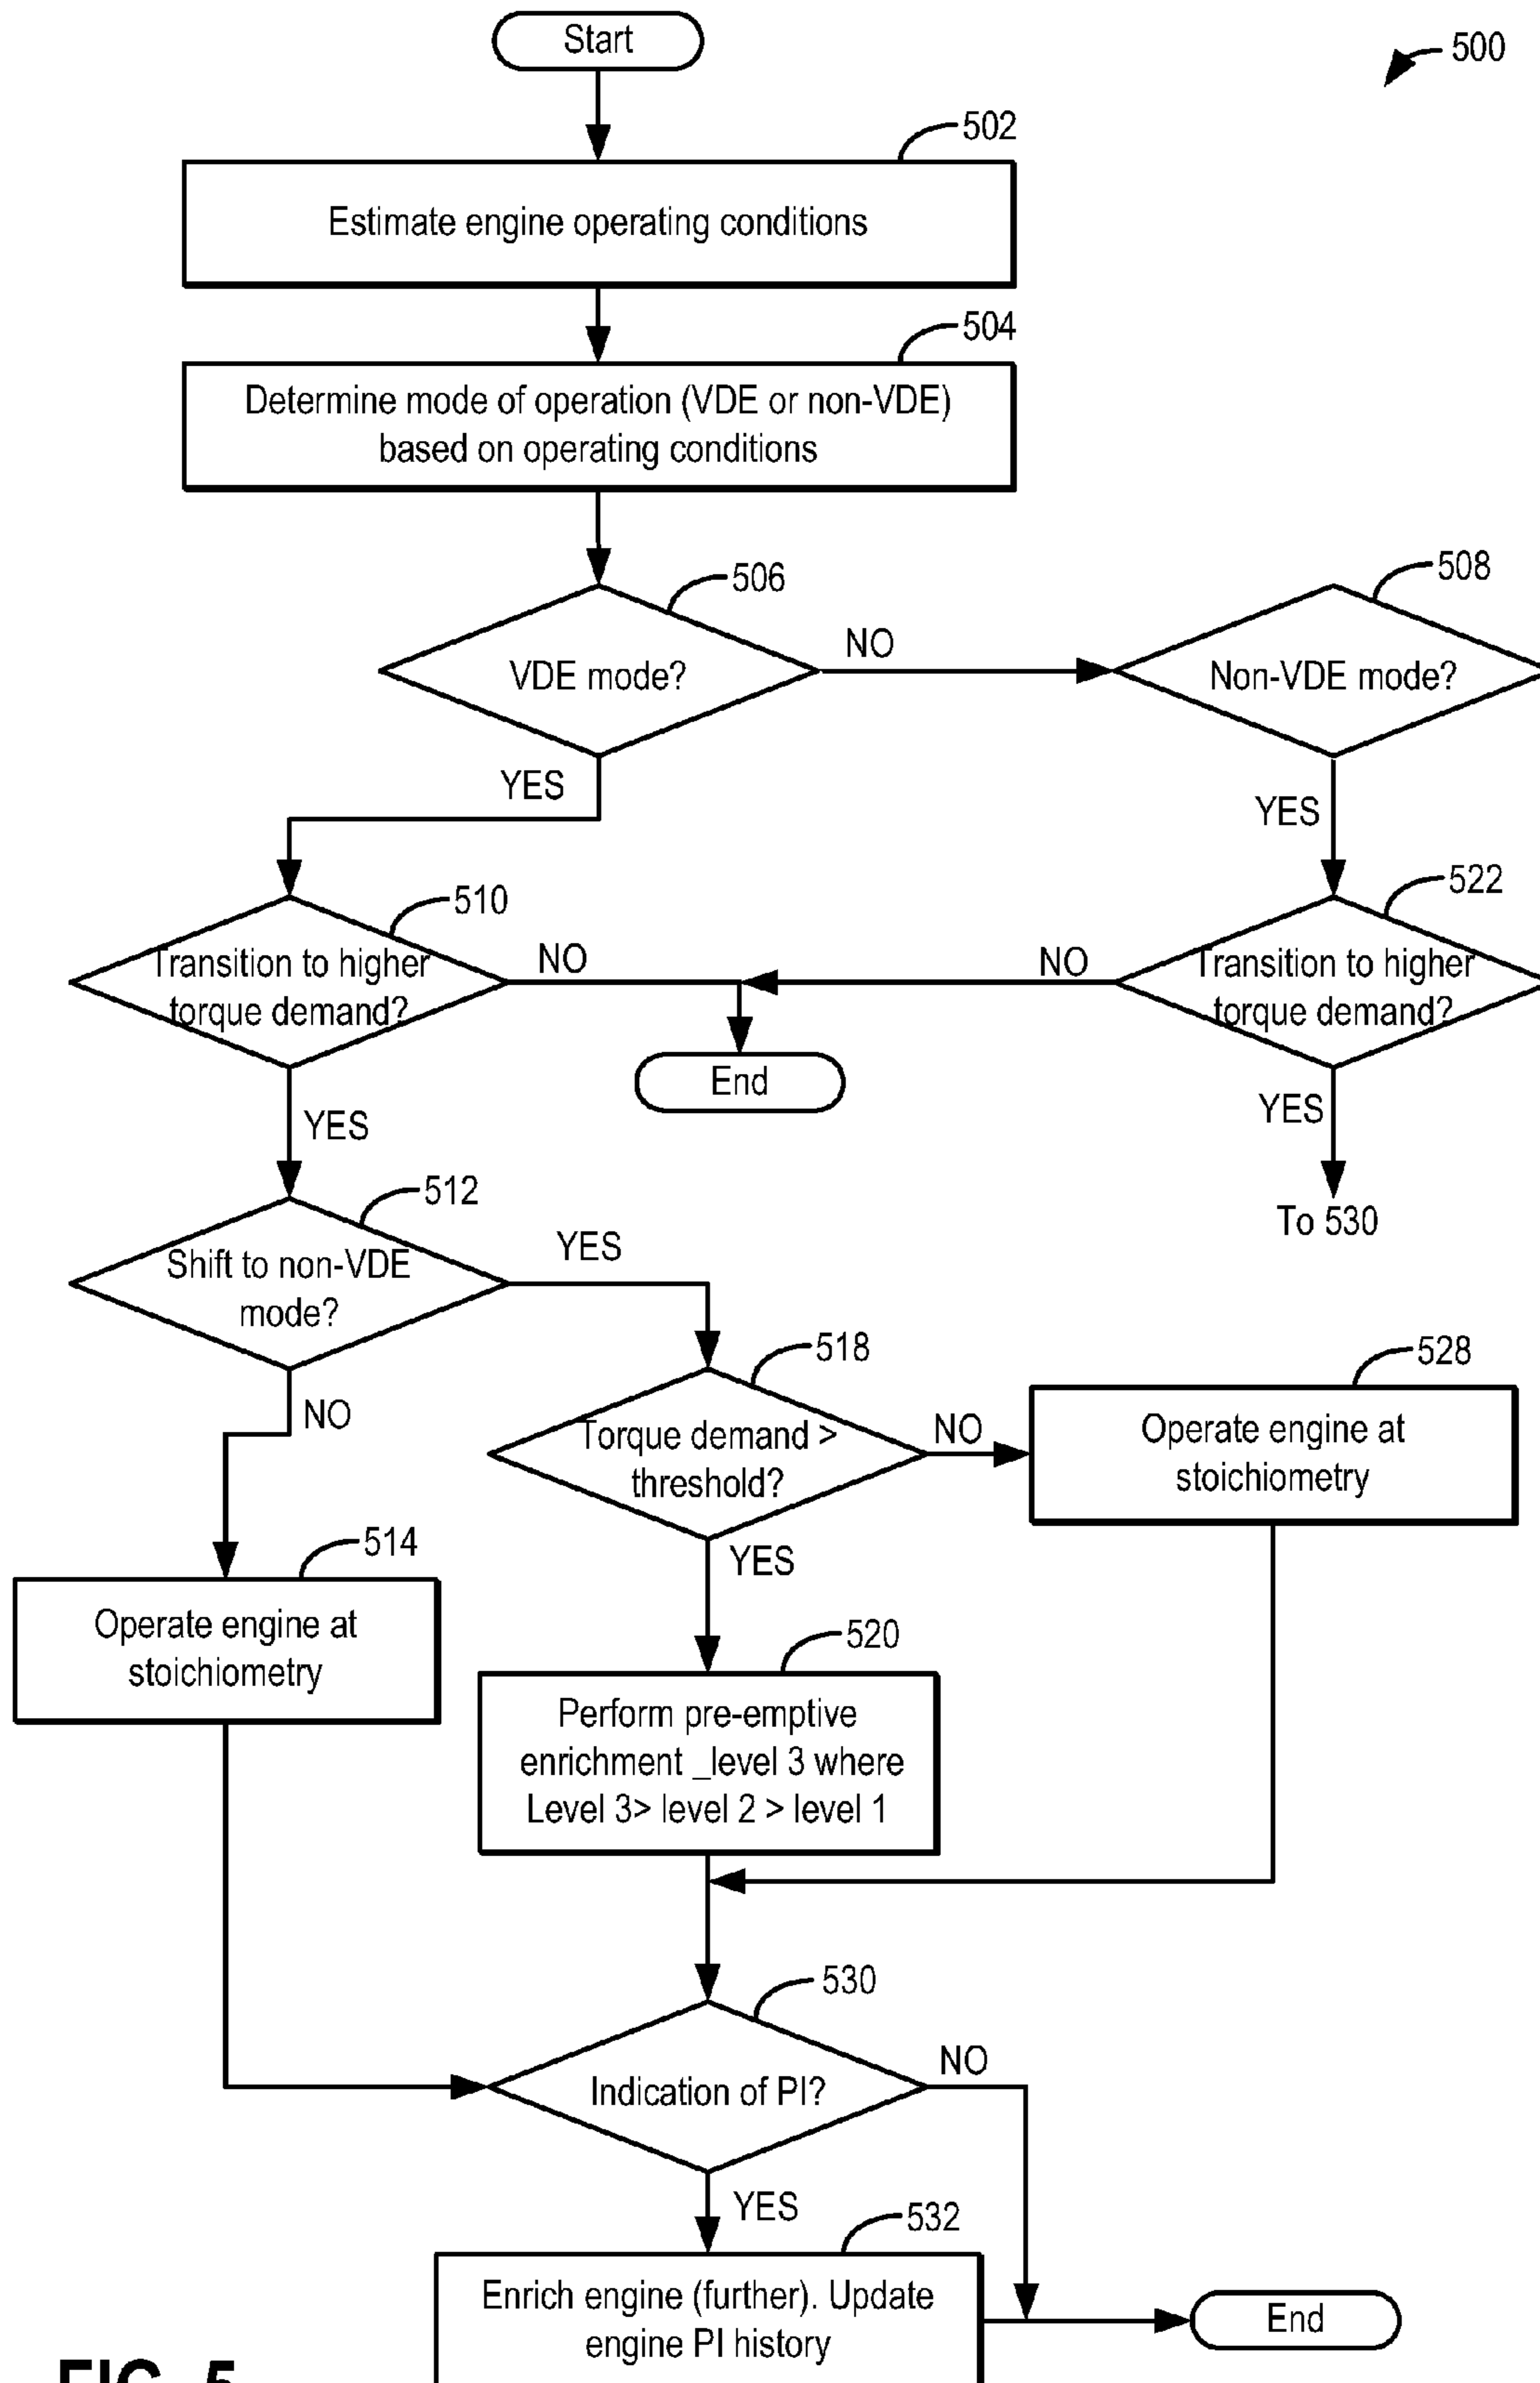 Start
500
502
Estimate engine operating conditions
504
Determine mode of operation (VDE or non-VDE)
based on operating conditions
506
508
VDE mode?
NO
Non-VDE mode?
YES
YES
510
522
Transition to higher
torque demand?
NO
NO
Transition to higher
torque demand?
End
YES
YES
To 530
512
Shift to non-VDE
mode?
YES
518
528
NO
Torque demand >
threshold?
NO
Operate engine at
stoichiometry
514
YES
Operate engine at
stoichiometry
520
Perform pre-emptive
enrichment _level 3 where
Level 3> level 2 > level 1
530
Indication of PI?
NO
YES
532
Enrich engine (further). Update
engine PI history
End
FIG. 5